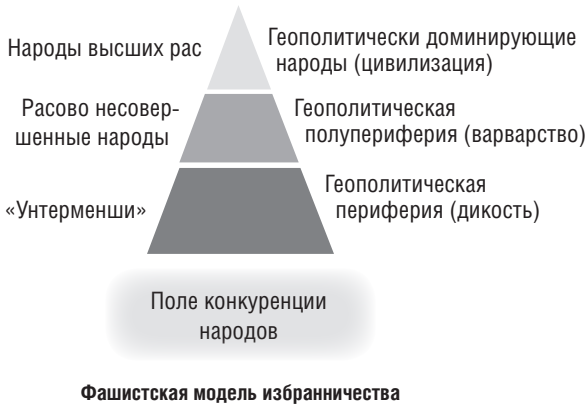 Народы высших рас
Геополитически доминирующие
народы (цивилизация)
Расово несовер-
шенные народы
Геополитическая
полупериферия (варварство)
«Унтерменши»
Геополитическая
периферия (дикость)
Поле конкуренции
народов
Фашистская модель избранничества